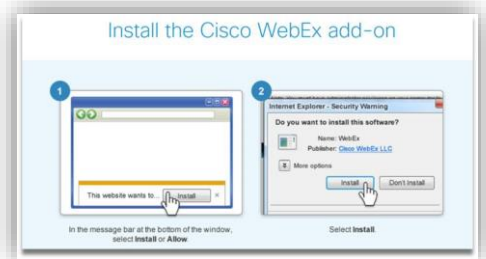 Install the Cisco WebEx add-on
1
This website wants to...
Install
In the message bar at the bottom of the window,
select Install or Allow.
2
Internet Explorer - Security Warning
Do you want to install this software?
Name: WebEx
Publisher: Cisco WebEx LLC
More options
Install
Don't Install
Select Install.